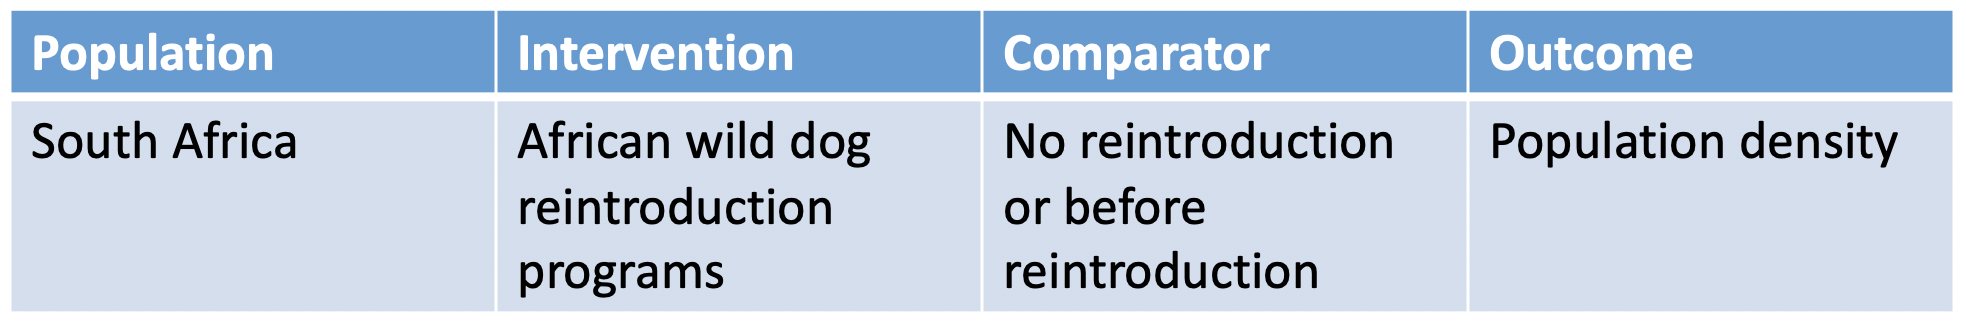 Population
Intervention
Comparator
Outcome
South Africa
African wild dog
reintroduction
programs
No reintroduction
or before
reintroduction
Population density